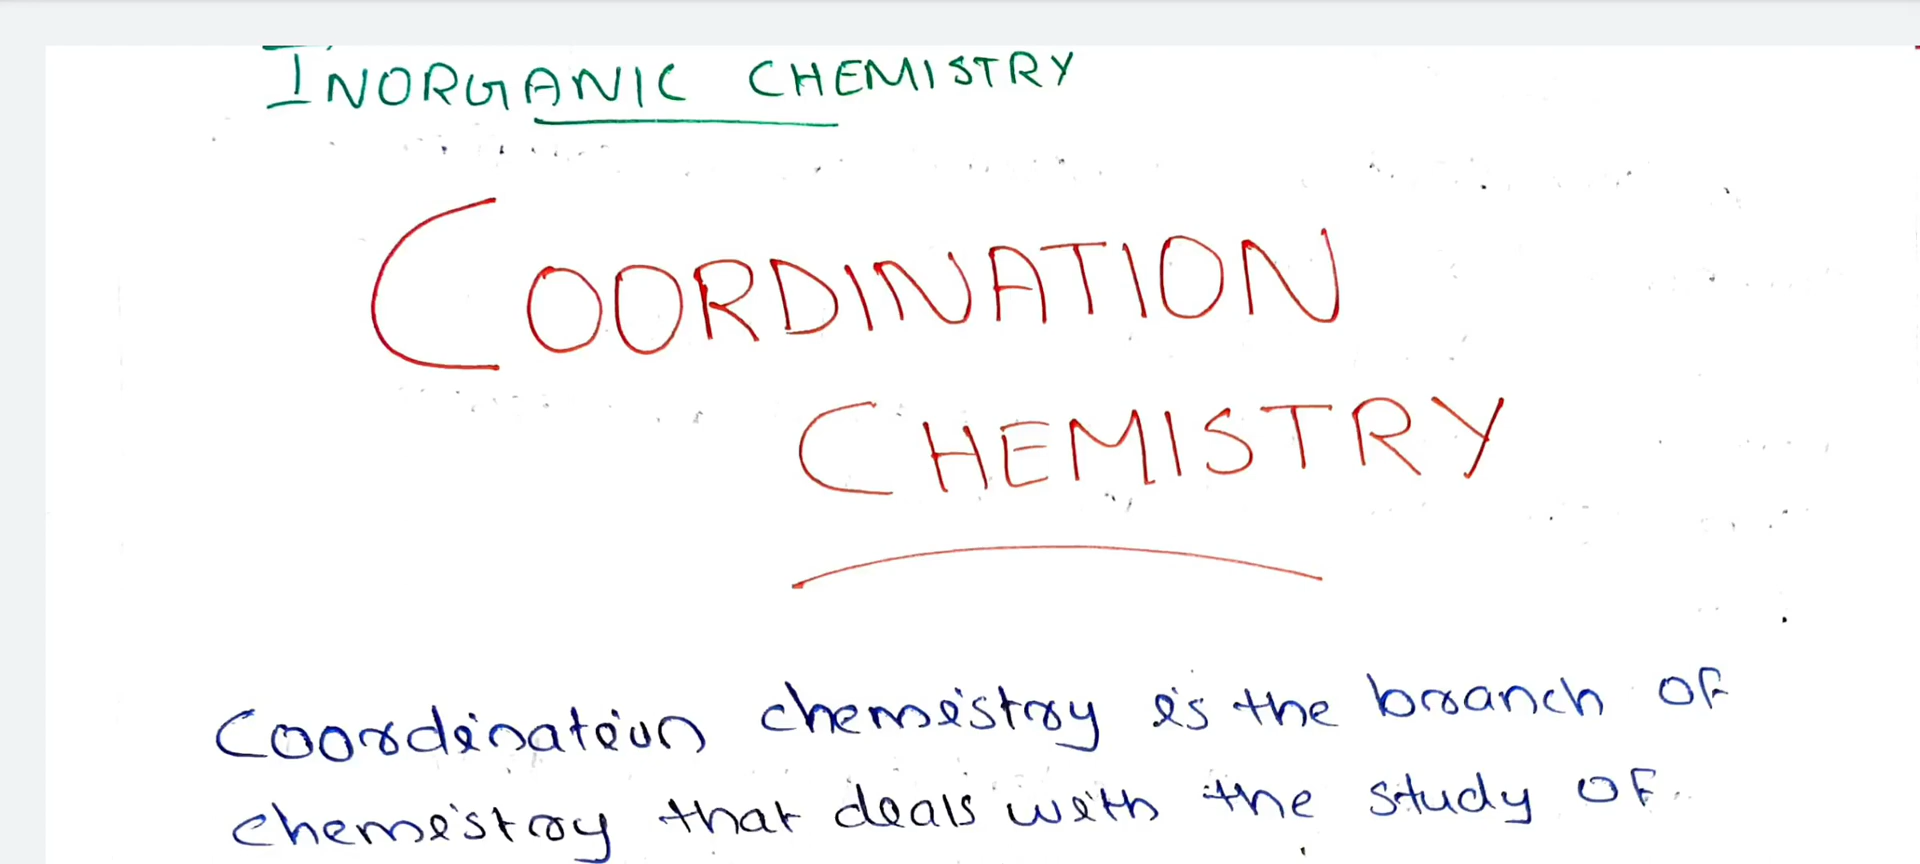 INORGANIC CHEMISTRY
COORDINATION
CHEMISTRY
Coordination chemistry is the branch of
chemistry that deals with the study of